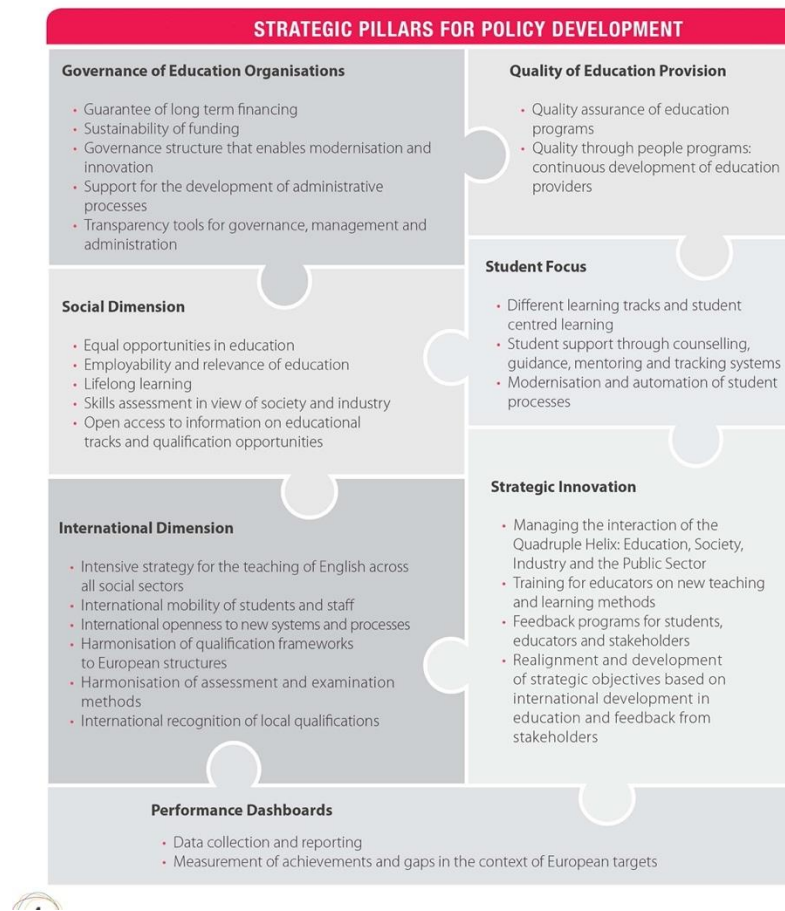 STRATEGIC PILLARS FOR POLICY DEVELOPMENT
Governance of Education Organisations
• Guarantee of long term financing
• Sustainability of funding
• Governance structure that enables modernisation and
innovation
• Support for the development of administrative
processes
• Transparency tools for governance, management and
administration
Quality of Education Provision
• Quality assurance of education
programs
• Quality through people programs:
continuous development of education
providers
Social Dimension
• Equal opportunities in education
• Employability and relevance of education
• Lifelong learning
• Skills assessment in view of society and industry
• Open access to information on educational
tracks and qualification opportunities
Student Focus
• Different learning tracks and student
centred learning
• Student support through counselling,
guidance, mentoring and tracking systems
• Modernisation and automation of student
processes
International Dimension
• Intensive strategy for the teaching of English across
all social sectors
• International mobility of students and staff
• International openness to new systems and processes
• Harmonisation of qualification frameworks
to European structures
• Harmonisation of assessment and examination
methods
• International recognition of local qualifications
Strategic Innovation
• Managing the interaction of the
Quadruple Helix: Education, Society,
Industry and the Public Sector
• Training for educators on new teaching
and learning methods
• Feedback programs for students,
educators and stakeholders
• Realignment and development
of strategic objectives based on
international development in
education and feedback from
stakeholders
Performance Dashboards
• Data collection and reporting
• Measurement of achievements and gaps in the context of European targets